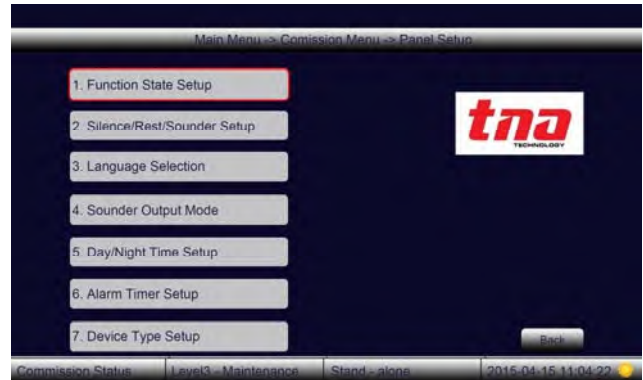 Main Menu -> Comission Menu -> Panel Setup
1. Function State Setup
2. Silence/Rest/Sounder Setup
3. Language Selection
4. Sounder Output Mode
5. Day/Night Time Setup
6. Alarm Timer Setup
7. Device Type Setup
tna
TECHNOLOGY
Back
Commission Status Level3 - Maintenance Stand - alone 2015-04-15 11:04:22